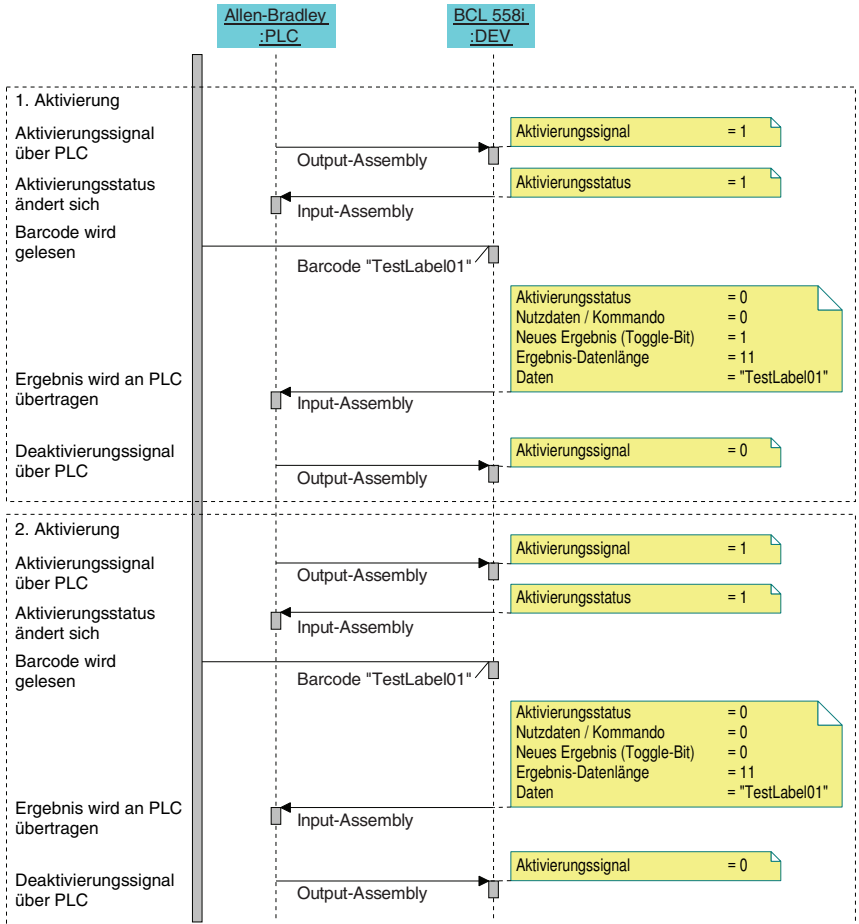 Allen-Bradley
:PLC
BCL 558i
:DEV
1. Aktivierung
Aktivierungssignal
über PLC
Output-Assembly
Aktivierungssignal = 1
Aktivierungsstatus
ändert sich
Input-Assembly
Aktivierungsstatus = 1
Barcode wird
gelesen
Barcode "TestLabel01"
Aktivierungsstatus = 0
Nutzdaten / Kommando = 0
Neues Ergebnis (Toggle-Bit) = 1
Ergebnis-Datenlänge = 11
Daten = "TestLabel01"
Ergebnis wird an PLC
übertragen
Input-Assembly
Deaktivierungssignal
über PLC
Output-Assembly
Aktivierungssignal = 0
2. Aktivierung
Aktivierungssignal
über PLC
Output-Assembly
Aktivierungssignal = 1
Aktivierungsstatus
ändert sich
Input-Assembly
Aktivierungsstatus = 1
Barcode wird
gelesen
Barcode "TestLabel01"
Aktivierungsstatus = 0
Nutzdaten / Kommando = 0
Neues Ergebnis (Toggle-Bit) = 0
Ergebnis-Datenlänge = 11
Daten = "TestLabel01"
Ergebnis wird an PLC
übertragen
Input-Assembly
Deaktivierungssignal
über PLC
Output-Assembly
Aktivierungssignal = 0